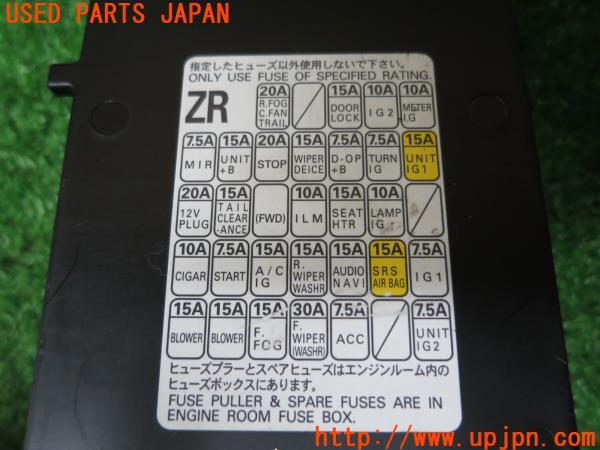 USED PARTS JAPAN
指定したヒューズ以外使用しないで下さい。
ONLY USE FUSE OF SPECIFIED RATING.
ZR
20A R.FOG C.FAN TRAIL
15A DOOR LOCK
10A IG2
10A METER I.G
7.5A MIR
15A UNIT +B
20A STOP
15A WIPER DEICE
7.5A D-OP +B
7.5A TURN IG
15A UNIT IG1
20A 12V PLUG
15A TAIL CLEAR -ANCE
(FWD)
10A ILM
15A SEAT HTR
10A LAMP IG
10A CIGAR
7.5A START
15A A/C IG
15A R. WIPER WASHR
15A AUDIO NAVI
15A SRS AIR BAG
7.5A IG1
15A BLOWER
15A BLOWER
15A F. FOG
30A F. WIPER (WASHR)
7.5A ACC
7.5A UNIT IG2
ヒューズプラーとスペアヒューズはエンジンルーム内の
ヒューズボックスにあります。
FUSE PULLER & SPARE FUSES ARE IN
ENGINE ROOM FUSE BOX.
https://www.upjpn.com